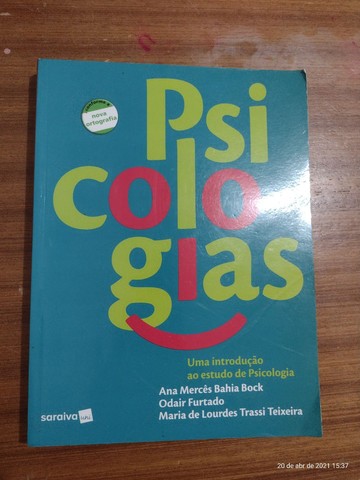 conforme a
nova
ortografia
Psi
colo
gias
Uma introdução
ao estudo de Psicologia
Ana Mercês Bahia Bock
Odair Furtado
Maria de Lourdes Trassi Teixeira
saraiva
20 de abr de 2021 15:37